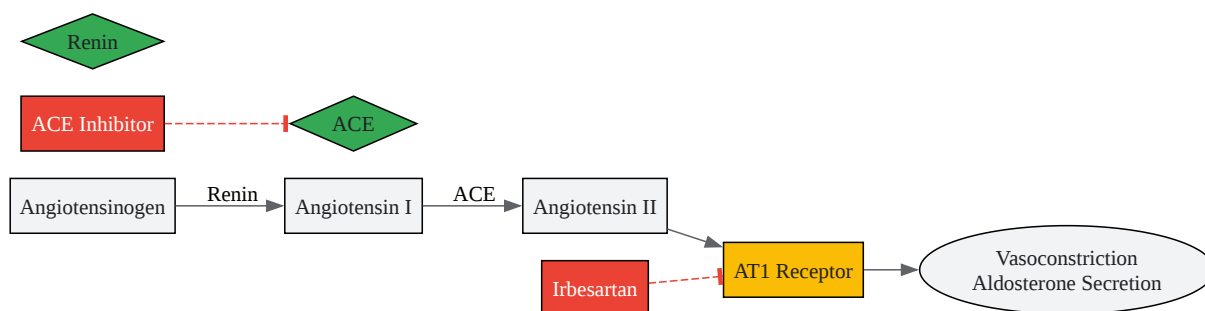 Renin
ACE Inhibitor
ACE
Angiotensinogen
Renin
Angiotensin I
ACE
Angiotensin II
Irbesartan
AT1 Receptor
Vasoconstriction
Aldosterone Secretion